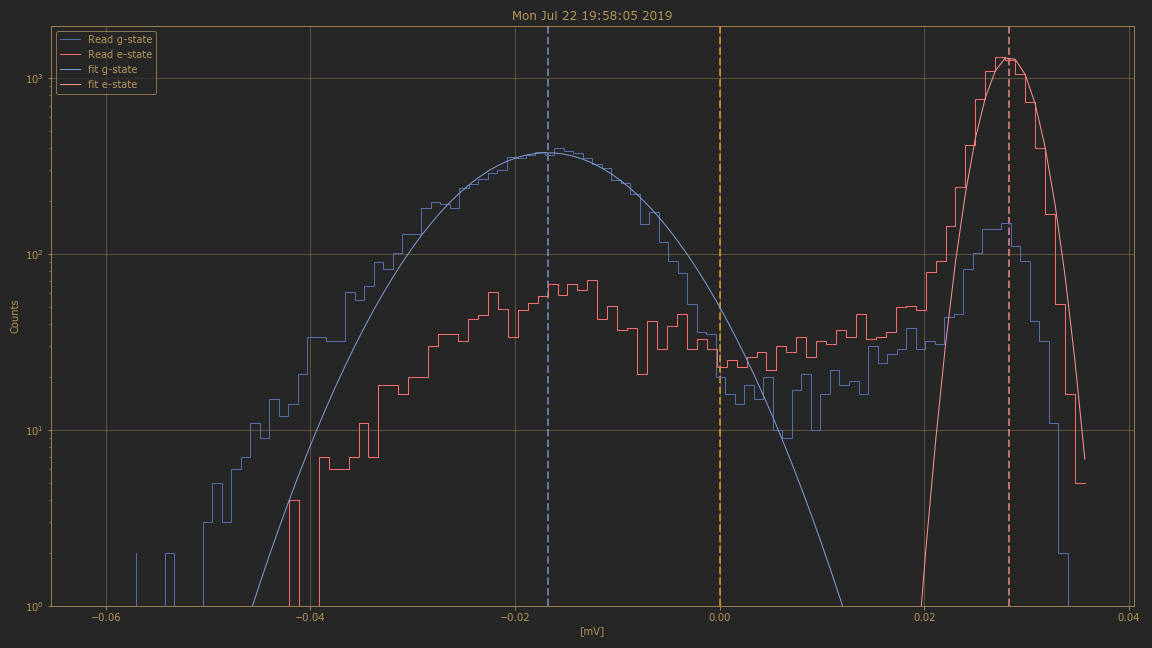 Mon Jul 22 19:58:05 2019
Read g-state
Read e-state
fit g-state
fit e-state
10³
10²
10¹
10⁰
Counts
−0.06 −0.04 −0.02 0.00 0.02 0.04
[mV]